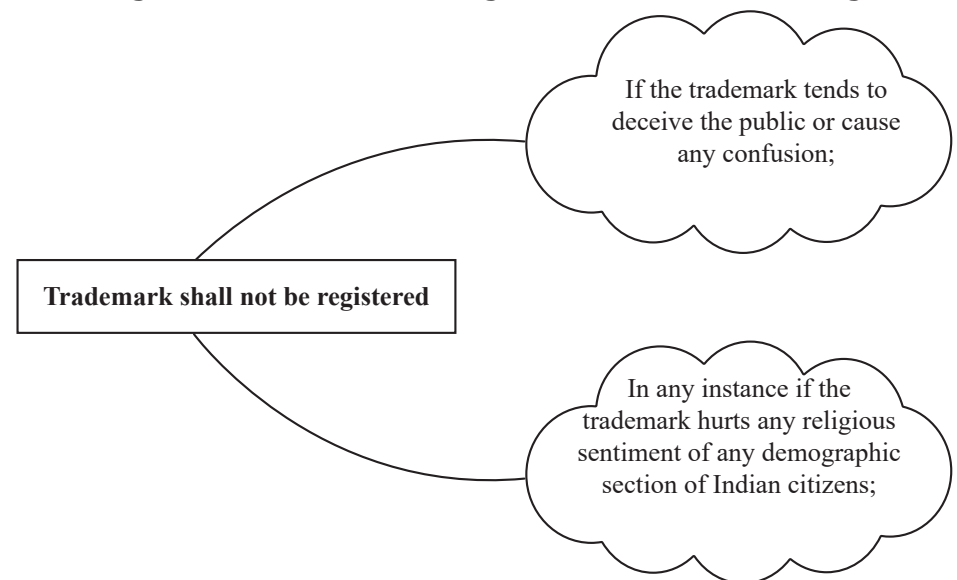 If the trademark tends to
deceive the public or cause
any confusion;
Trademark shall not be registered
In any instance if the
trademark hurts any religious
sentiment of any demographic
section of Indian citizens;